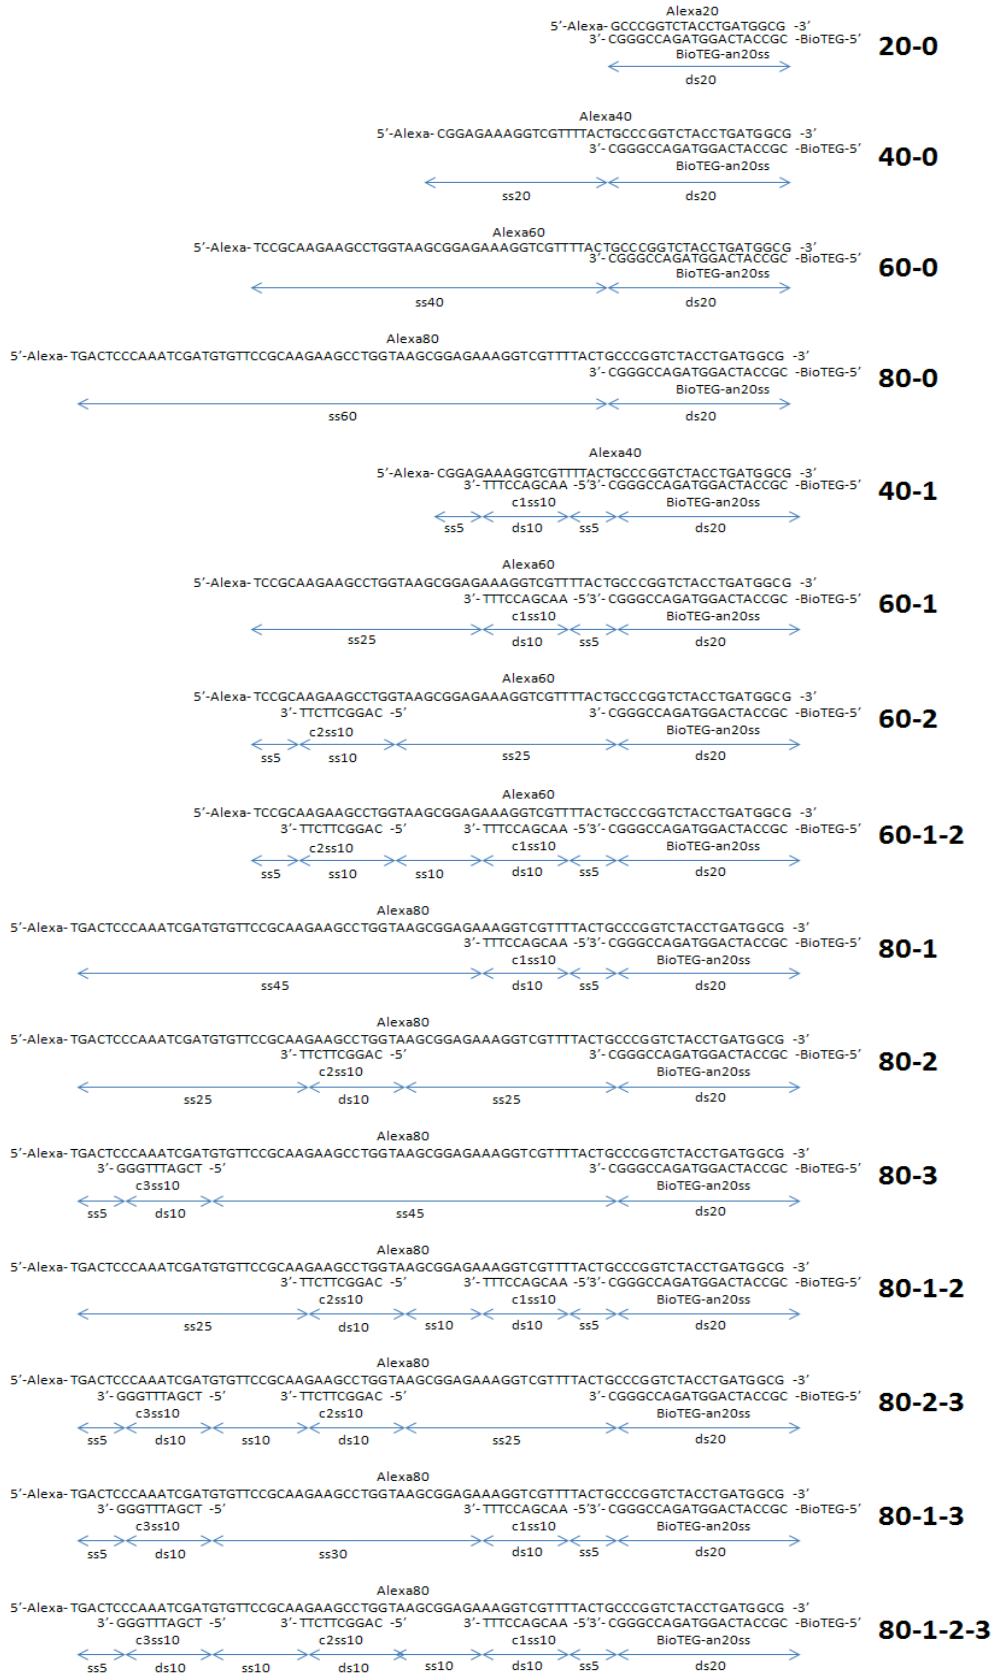 Alexa20
5’-Alexa- GCCCGGTCTACCTGATGGCG -3’
3’- CGGGCCAGATGGACTACCGC -BioTEG-5’
BioTEG-an20ss
ds20
20-0
Alexa40
5’-Alexa- CGGAGAAAGGTCGTTTTACTGCCCGGTCTACCTGATGGCG -3’
3’- CGGGCCAGATGGACTACCGC -BioTEG-5’
BioTEG-an20ss
ss20 ds20
40-0
Alexa60
5’-Alexa- TCCGCAAGAAGCCTGGTAAGCGGAGAAAGGTCGTTTTACTGCCCGGTCTACCTGATGGCG -3’
3’- CGGGCCAGATGGACTACCGC -BioTEG-5’
BioTEG-an20ss
ss40 ds20
60-0
Alexa80
5’-Alexa- TGACTCCCAAATCGATGTGTTCCGCAAGAAGCCTGGTAAGCGGAGAAAGGTCGTTTTACTGCCCGGTCTACCTGATGGCG -3’
3’- CGGGCCAGATGGACTACCGC -BioTEG-5’
BioTEG-an20ss
ss60 ds20
80-0
Alexa40
5’-Alexa- CGGAGAAAGGTCGTTTTACTGCCCGGTCTACCTGATGGCG -3’
3’- TTTCCAGCAA -5’3’- CGGGCCAGATGGACTACCGC -BioTEG-5’
c1ss10 BioTEG-an20ss
ss5 ds10 ss5 ds20
40-1
Alexa60
5’-Alexa- TCCGCAAGAAGCCTGGTAAGCGGAGAAAGGTCGTTTTACTGCCCGGTCTACCTGATGGCG -3’
3’- TTTCCAGCAA -5’3’- CGGGCCAGATGGACTACCGC -BioTEG-5’
c1ss10 BioTEG-an20ss
ss25 ds10 ss5 ds20
60-1
Alexa60
5’-Alexa- TCCGCAAGAAGCCTGGTAAGCGGAGAAAGGTCGTTTTACTGCCCGGTCTACCTGATGGCG -3’
3’- TTCTTCGGAC -5’ 3’- CGGGCCAGATGGACTACCGC -BioTEG-5’
c2ss10 BioTEG-an20ss
ss5 ss10 ss25 ds20
60-2
Alexa60
5’-Alexa- TCCGCAAGAAGCCTGGTAAGCGGAGAAAGGTCGTTTTACTGCCCGGTCTACCTGATGGCG -3’
3’- TTCTTCGGAC -5’ 3’- TTTCCAGCAA -5’3’- CGGGCCAGATGGACTACCGC -BioTEG-5’
c2ss10 c1ss10 BioTEG-an20ss
ss5 ss10 ss10 ds10 ss5 ds20
60-1-2
Alexa80
5’-Alexa- TGACTCCCAAATCGATGTGTTCCGCAAGAAGCCTGGTAAGCGGAGAAAGGTCGTTTTACTGCCCGGTCTACCTGATGGCG -3’
3’- TTTCCAGCAA -5’3’- CGGGCCAGATGGACTACCGC -BioTEG-5’
c1ss10 BioTEG-an20ss
ss45 ds10 ss5 ds20
80-1
Alexa80
5’-Alexa- TGACTCCCAAATCGATGTGTTCCGCAAGAAGCCTGGTAAGCGGAGAAAGGTCGTTTTACTGCCCGGTCTACCTGATGGCG -3’
3’- TTCTTCGGAC -5’ 3’- CGGGCCAGATGGACTACCGC -BioTEG-5’
c2ss10 BioTEG-an20ss
ss25 ds10 ss25 ds20
80-2
Alexa80
5’-Alexa- TGACTCCCAAATCGATGTGTTCCGCAAGAAGCCTGGTAAGCGGAGAAAGGTCGTTTTACTGCCCGGTCTACCTGATGGCG -3’
3’- GGGTTTAGCT -5’ 3’- CGGGCCAGATGGACTACCGC -BioTEG-5’
c3ss10 BioTEG-an20ss
ss5 ds10 ss45 ds20
80-3
Alexa80
5’-Alexa- TGACTCCCAAATCGATGTGTTCCGCAAGAAGCCTGGTAAGCGGAGAAAGGTCGTTTTACTGCCCGGTCTACCTGATGGCG -3’
3’- TTCTTCGGAC -5’ 3’- TTTCCAGCAA -5’3’- CGGGCCAGATGGACTACCGC -BioTEG-5’
c2ss10 c1ss10 BioTEG-an20ss
ss25 ds10 ss10 ds10 ss5 ds20
80-1-2
Alexa80
5’-Alexa- TGACTCCCAAATCGATGTGTTCCGCAAGAAGCCTGGTAAGCGGAGAAAGGTCGTTTTACTGCCCGGTCTACCTGATGGCG -3’
3’- GGGTTTAGCT -5’ 3’- TTCTTCGGAC -5’ 3’- CGGGCCAGATGGACTACCGC -BioTEG-5’
c3ss10 c2ss10 BioTEG-an20ss
ss5 ds10 ss10 ds10 ss25 ds20
80-2-3
Alexa80
5’-Alexa- TGACTCCCAAATCGATGTGTTCCGCAAGAAGCCTGGTAAGCGGAGAAAGGTCGTTTTACTGCCCGGTCTACCTGATGGCG -3’
3’- GGGTTTAGCT -5’ 3’- TTTCCAGCAA -5’3’- CGGGCCAGATGGACTACCGC -BioTEG-5’
c3ss10 c1ss10 BioTEG-an20ss
ss5 ds10 ss30 ds10 ss5 ds20
80-1-3
Alexa80
5’-Alexa- TGACTCCCAAATCGATGTGTTCCGCAAGAAGCCTGGTAAGCGGAGAAAGGTCGTTTTACTGCCCGGTCTACCTGATGGCG -3’
3’- GGGTTTAGCT -5’ 3’- TTCTTCGGAC -5’ 3’- TTTCCAGCAA -5’3’- CGGGCCAGATGGACTACCGC -BioTEG-5’
c3ss10 c2ss10 c1ss10 BioTEG-an20ss
ss5 ds10 ss10 ds10 ss10 ds10 ss5 ds20
80-1-2-3